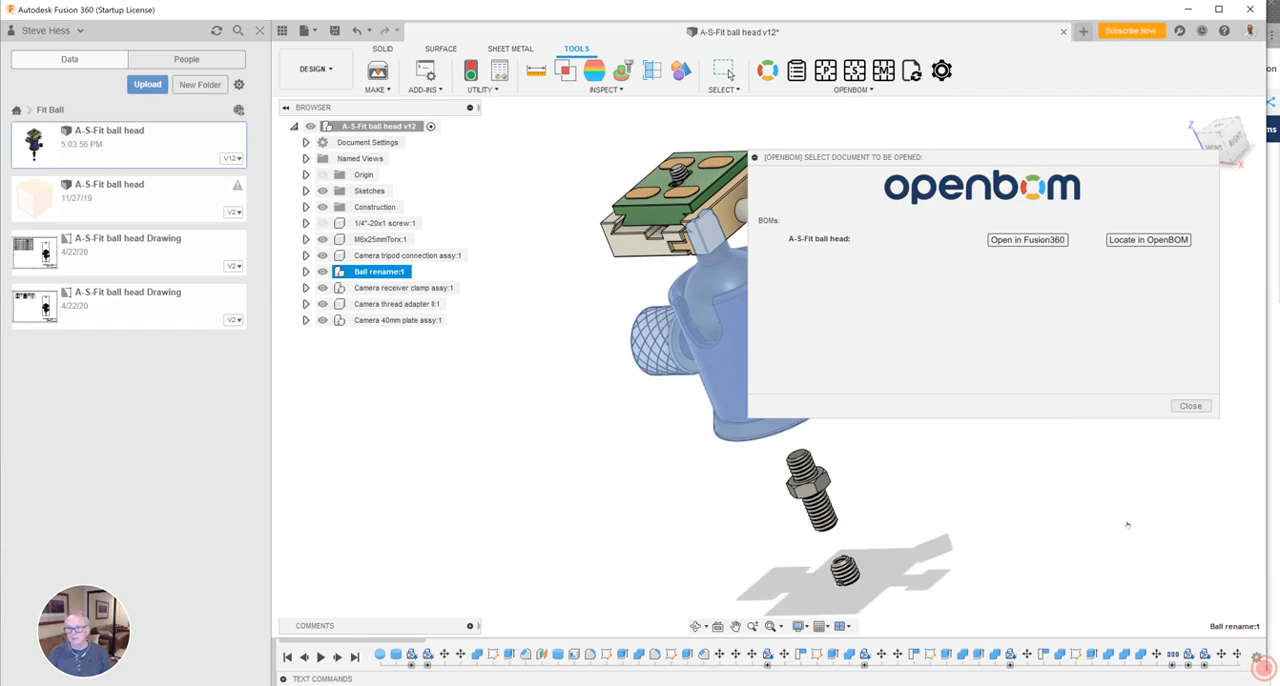 Autodesk Fusion 360 (Startup License)
Steve Hess
A-S-Fit ball head v12*
Subscribe Now
Data
People
SOLID
SURFACE
SHEET METAL
TOOLS
DESIGN
Upload
New Folder
MAKE
ADD-INS
UTILITY
INSPECT
SELECT
OPENBOM
Fit Ball
A-S-Fit ball head
5:03:56 PM
V12
A-S-Fit ball head
11/27/19
V2
A-S-Fit ball head Drawing
4/22/20
V2
A-S-Fit ball head Drawing
4/22/20
V2
BROWSER
A-S-Fit ball head v12
Document Settings
Named Views
Origin
Sketches
Construction
1/4"-20x1 screw:1
M6x25mmTorx:1
Camera tripod connection assy:1
Ball rename:1
Camera receiver clamp assy:1
Camera thread adapter II:1
Camera 40mm plate assy:1
Z
RIGHT
X
[OPENBOM] SELECT DOCUMENT TO BE OPENED:
openbom
BOMs:
A-S-Fit ball head:
Open in Fusion360
Locate in OpenBOM
Close
COMMENTS
Ball rename:1
TEXT COMMANDS